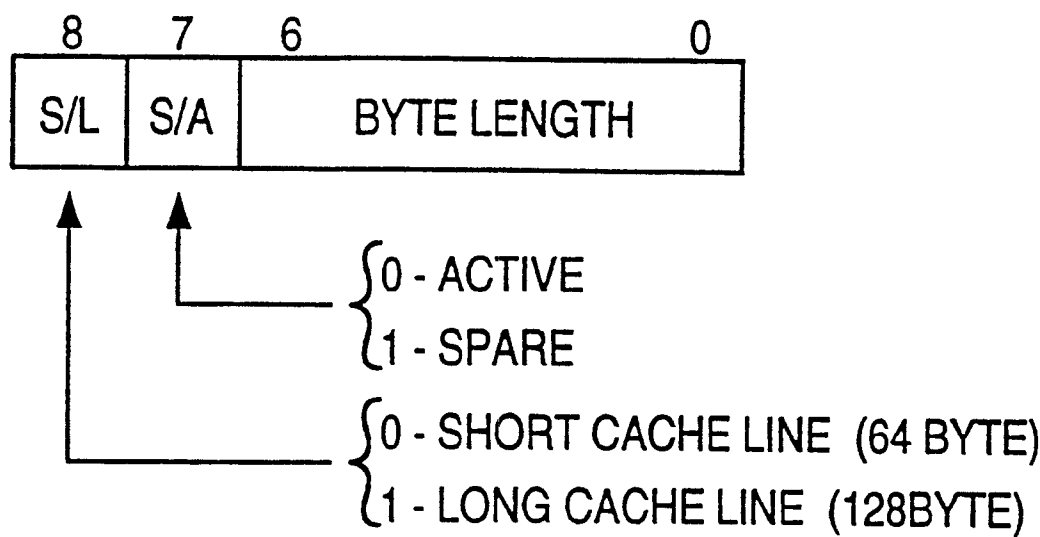 8 7 6 0
S/L S/A BYTE LENGTH
0 - ACTIVE
1 - SPARE
0 - SHORT CACHE LINE (64 BYTE)
1 - LONG CACHE LINE (128BYTE)